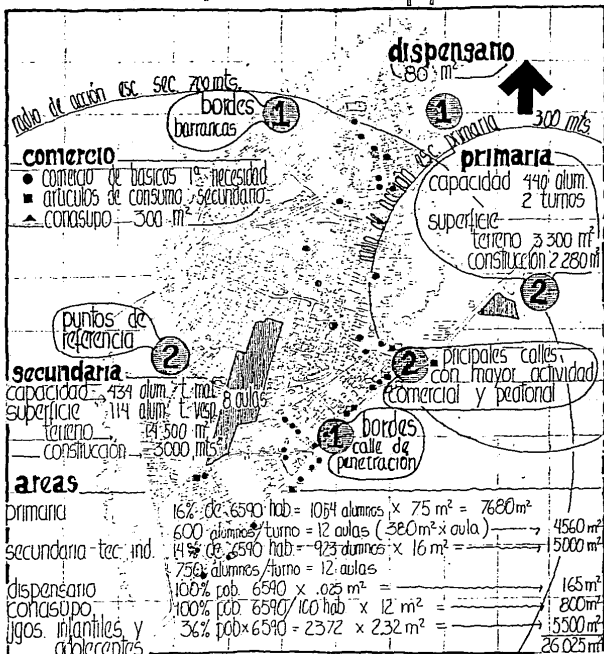 dispensario
80 m²
radio de acción esc. sec. 700 mts.
1
bordes
barrancas
1
radio de acción esc. primaria 300 mts.
comercio
comercio de basicos 1ª necesidad
articulos de consumo secundario
conasupo 300 m²
primaria
capacidad 440 alum.
2 turnos
superficie
terreno 3 300 m²
construcción 2 280 m
2
puntos de
referencia
2
2
pricipales calles,
con mayor actividad
comercial y peatonal
secundaria
capacidad → 434 alum. t. mat.
superficie 114 alum. t. vesp.
terreno → 14 500 m²
construcción → 3000 mts²
8 aulas
1
bordes
calle de
penetración
areas
primaria 16% de 6590 hab = 1054 alumnos × 75 m² = 7680 m²
600 alumnos/turno = 12 aulas (380 m² × aula) → 4560 m²
secundaria-tec. ind. 14% de 6590 hab = 923 alumnos × 16 m² = → 15000 m²
750 alumnos/turno = 12 aulas
dispensario 100% pob. 6590 × .025 m² = → 165 m²
conasupo 100% pob. 6590/100 hab × 12 m² = → 800 m²
jgos. infantiles y 36% pob × 6590 = 2372 × 2.32 m² = → 5500 m²
adolecentes 26 025 m²